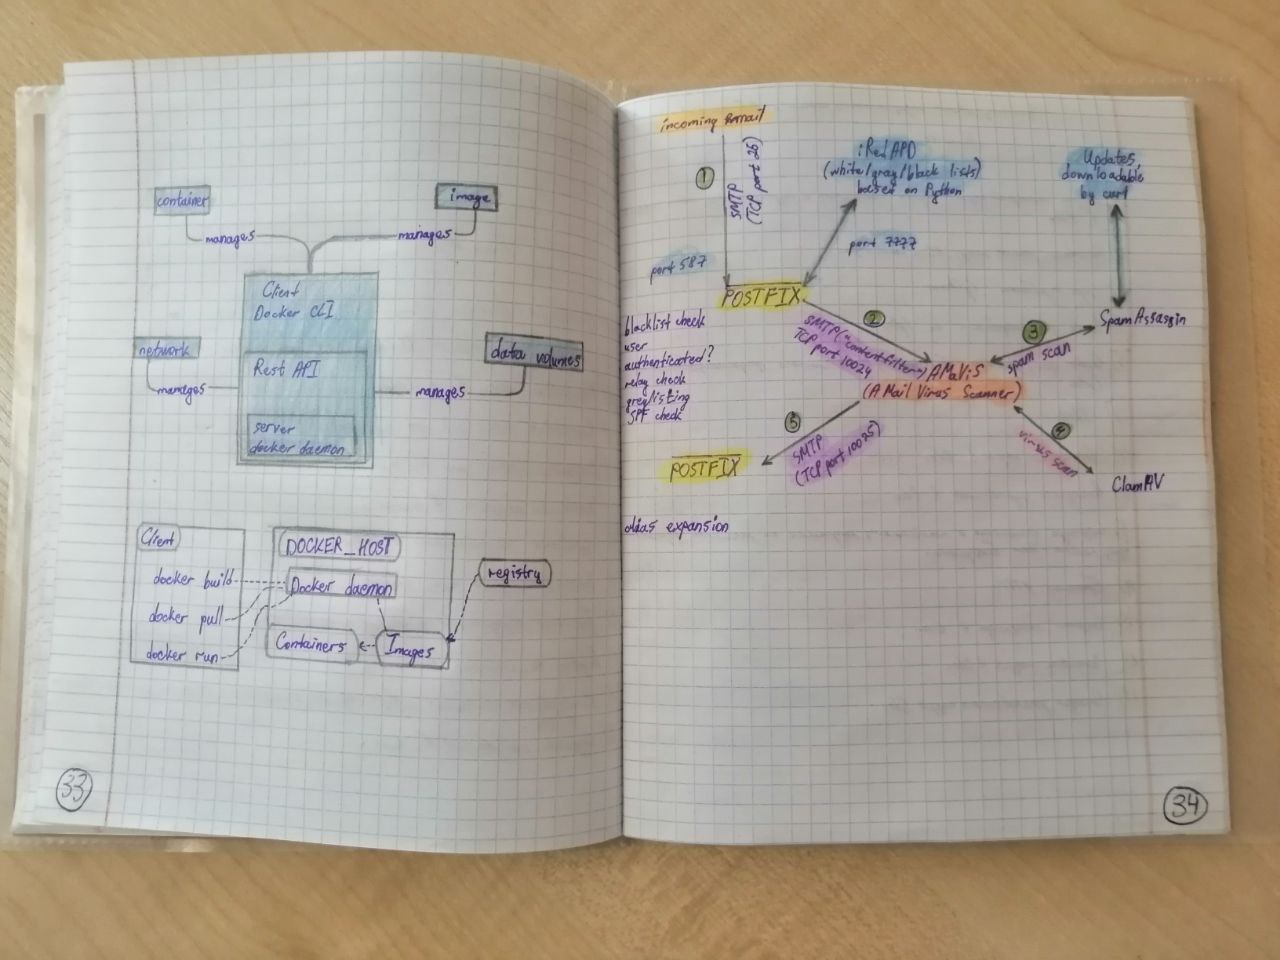 container
image
manages
manages
Client
Docker CLI
network
Rest API
data volumes
manages
manages
server
docker daemon
Client
DOCKER_HOST
docker build
Docker daemon
registry
docker pull
docker run
Containers
Images
33
incoming Email
1
SMTP
(TCP port 25)
iRedAPD
(white/gray/black lists)
based on Python
Updates,
downloadable
by curl
port 587
port 7777
POSTFIX
blacklist check
user
authenticated?
relay check
greylisting
SPF check
2
SMTP ("content filter")
TCP port 10024
3
spam scan
SpamAssassin
AMaViS
(A Mail Virus Scanner)
5
SMTP
(TCP port 10025)
4
virus scan
POSTFIX
ClamAV
alias expansion
34